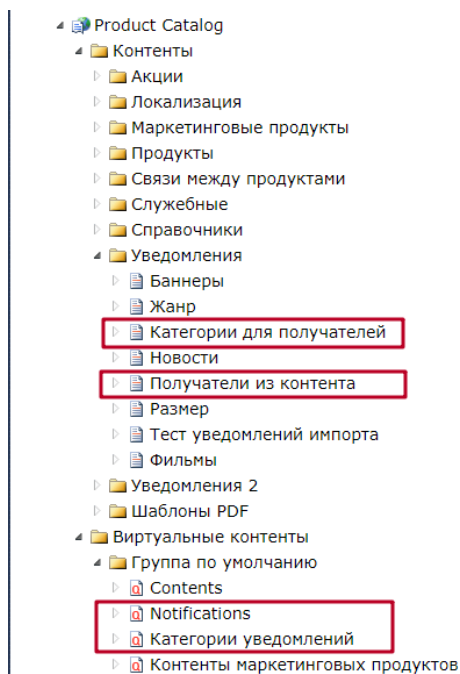 Product Catalog
Контенты
Акции
Локализация
Маркетинговые продукты
Продукты
Связи между продуктами
Служебные
Справочники
Уведомления
Баннеры
Жанр
Категории для получателей
Новости
Получатели из контента
Размер
Тест уведомлений импорта
Фильмы
Уведомления 2
Шаблоны PDF
Виртуальные контенты
Группа по умолчанию
Contents
Notifications
Категории уведомлений
Контенты маркетинговых продуктов